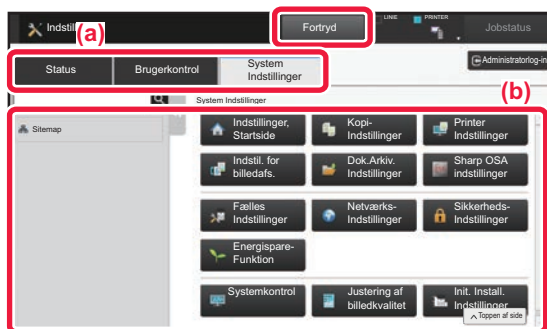 Indstil
(a)
Fortryd
LINIE
PRINTER
Jobstatus
Status
Brugerkontrol
System
Indstillinger
Administratorlog-in
(b)
System Indstillinger
Sitemap
Indstillinger,
Startside
Kopi-
Indstillinger
Printer
Indstillinger
Indstil. for
billedafs.
Dok.Arkiv.
Indstillinger
Sharp OSA
indstillinger
Fælles
Indstillinger
Netværks-
Indstillinger
Sikkerheds-
Indstillinger
Energispare-
Funktion
Systemkontrol
Justering af
billedkvalitet
Init. Install.
Indstillinger
Toppen af side